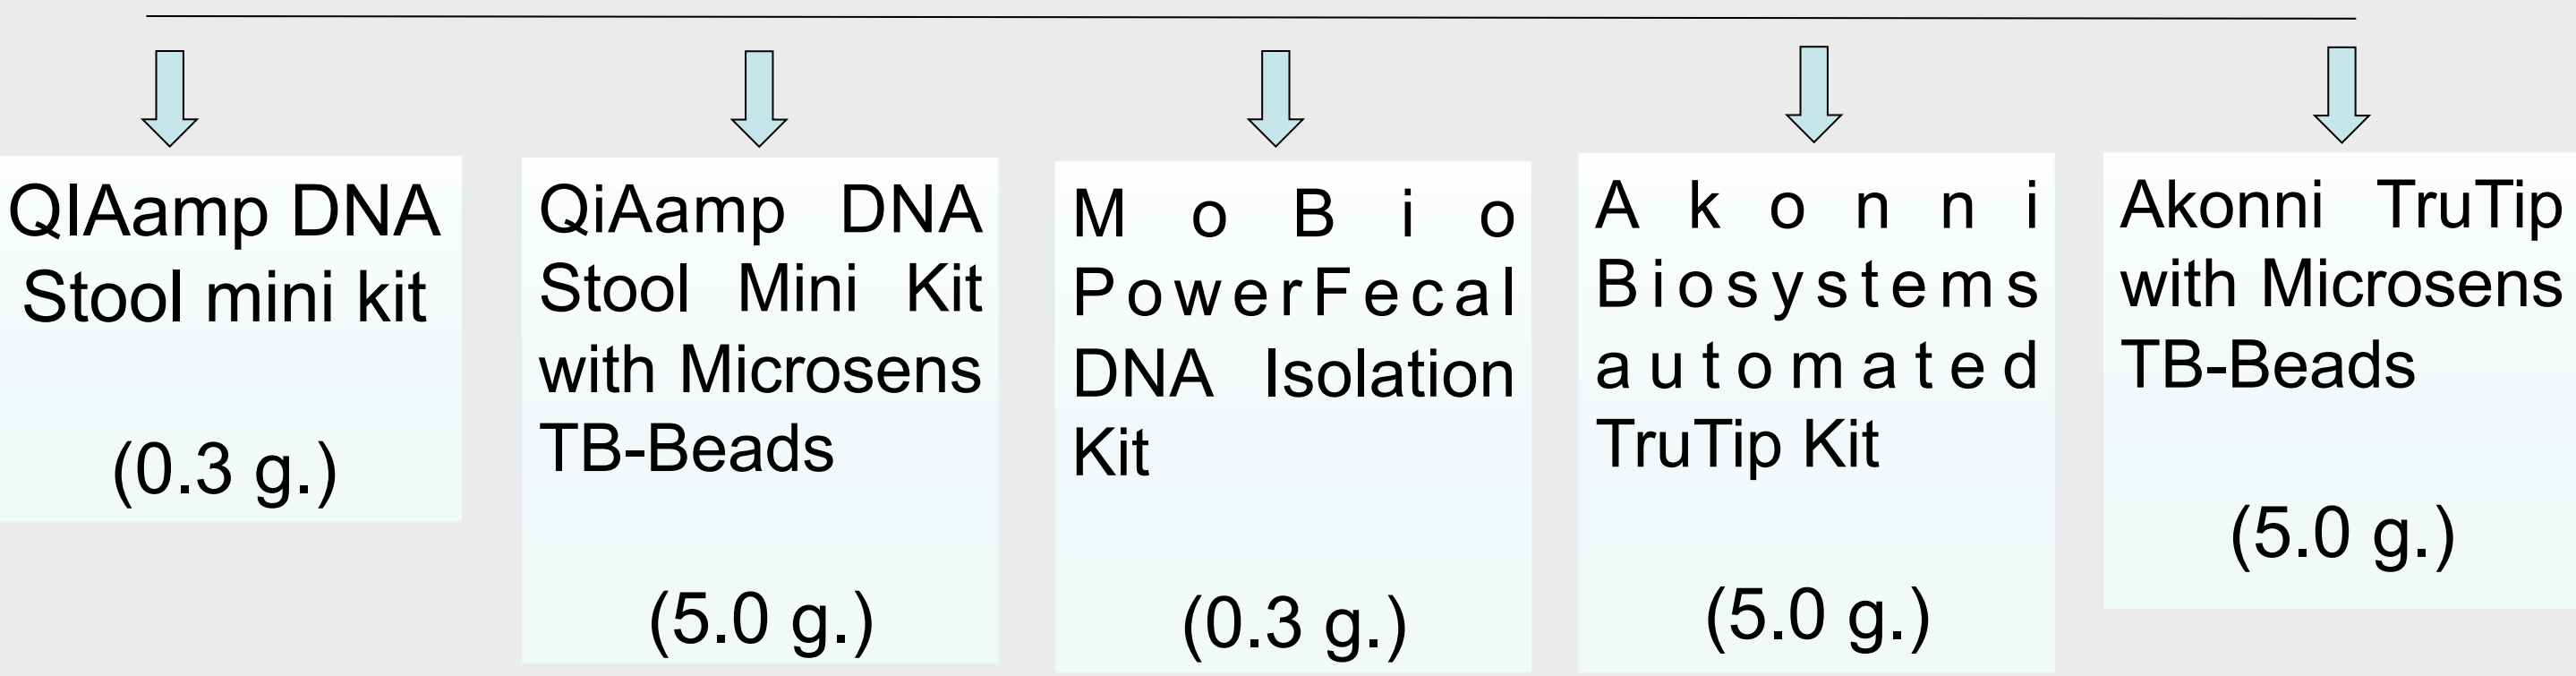 QIAamp DNA
Stool mini kit
(0.3 g.)
QiAamp DNA
Stool Mini Kit
with Microsens
TB-Beads
(5.0 g.)
MoBio
PowerFecal
DNA Isolation
Kit
(0.3 g.)
Akonni
Biosystems
automated
TruTip Kit
(5.0 g.)
Akonni TruTip
with Microsens
TB-Beads
(5.0 g.)